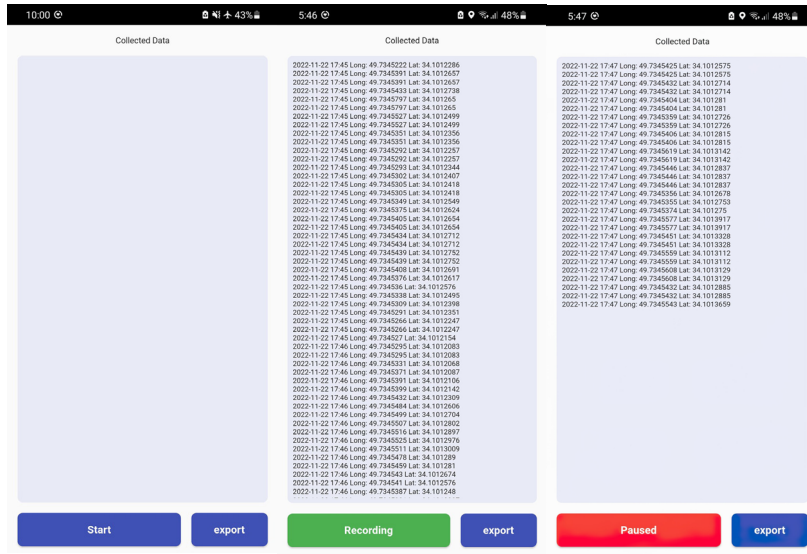 10:00
43%
Collected Data
Start
export
5:46
48%
Collected Data
2022-11-22 17:45 Long: 49.7345222 Lat: 34.1012286
2022-11-22 17:45 Long: 49.7345391 Lat: 34.1012657
2022-11-22 17:45 Long: 49.7345391 Lat: 34.1012657
2022-11-22 17:45 Long: 49.7345433 Lat: 34.1012738
2022-11-22 17:45 Long: 49.7345797 Lat: 34.101265
2022-11-22 17:45 Long: 49.7345797 Lat: 34.101265
2022-11-22 17:45 Long: 49.7345527 Lat: 34.1012499
2022-11-22 17:45 Long: 49.7345527 Lat: 34.1012499
2022-11-22 17:45 Long: 49.7345351 Lat: 34.1012356
2022-11-22 17:45 Long: 49.7345351 Lat: 34.1012356
2022-11-22 17:45 Long: 49.7345292 Lat: 34.1012257
2022-11-22 17:45 Long: 49.7345292 Lat: 34.1012257
2022-11-22 17:45 Long: 49.7345293 Lat: 34.1012344
2022-11-22 17:45 Long: 49.7345302 Lat: 34.1012407
2022-11-22 17:45 Long: 49.7345305 Lat: 34.1012418
2022-11-22 17:45 Long: 49.7345305 Lat: 34.1012418
2022-11-22 17:45 Long: 49.7345349 Lat: 34.1012549
2022-11-22 17:45 Long: 49.7345375 Lat: 34.1012624
2022-11-22 17:45 Long: 49.7345405 Lat: 34.1012654
2022-11-22 17:45 Long: 49.7345405 Lat: 34.1012654
2022-11-22 17:45 Long: 49.7345434 Lat: 34.1012712
2022-11-22 17:45 Long: 49.7345434 Lat: 34.1012712
2022-11-22 17:45 Long: 49.7345439 Lat: 34.1012752
2022-11-22 17:45 Long: 49.7345439 Lat: 34.1012752
2022-11-22 17:45 Long: 49.7345408 Lat: 34.1012691
2022-11-22 17:45 Long: 49.7345376 Lat: 34.1012617
2022-11-22 17:45 Long: 49.734536 Lat: 34.1012576
2022-11-22 17:45 Long: 49.7345338 Lat: 34.1012495
2022-11-22 17:45 Long: 49.7345309 Lat: 34.1012398
2022-11-22 17:45 Long: 49.7345291 Lat: 34.1012351
2022-11-22 17:45 Long: 49.7345266 Lat: 34.1012247
2022-11-22 17:45 Long: 49.7345266 Lat: 34.1012247
2022-11-22 17:45 Long: 49.734527 Lat: 34.1012154
2022-11-22 17:46 Long: 49.7345295 Lat: 34.1012083
2022-11-22 17:46 Long: 49.7345295 Lat: 34.1012083
2022-11-22 17:46 Long: 49.7345331 Lat: 34.1012068
2022-11-22 17:46 Long: 49.7345371 Lat: 34.1012087
2022-11-22 17:46 Long: 49.7345391 Lat: 34.1012106
2022-11-22 17:46 Long: 49.7345399 Lat: 34.1012142
2022-11-22 17:46 Long: 49.7345432 Lat: 34.1012309
2022-11-22 17:46 Long: 49.7345484 Lat: 34.1012606
2022-11-22 17:46 Long: 49.7345499 Lat: 34.1012704
2022-11-22 17:46 Long: 49.7345507 Lat: 34.1012802
2022-11-22 17:46 Long: 49.7345516 Lat: 34.1012897
2022-11-22 17:46 Long: 49.7345525 Lat: 34.1012976
2022-11-22 17:46 Long: 49.7345511 Lat: 34.1013009
2022-11-22 17:46 Long: 49.7345478 Lat: 34.101289
2022-11-22 17:46 Long: 49.7345459 Lat: 34.101281
2022-11-22 17:46 Long: 49.734543 Lat: 34.1012674
2022-11-22 17:46 Long: 49.734541 Lat: 34.1012576
2022-11-22 17:46 Long: 49.7345387 Lat: 34.101248
Recording
export
5:47
48%
Collected Data
2022-11-22 17:47 Long: 49.7345425 Lat: 34.1012575
2022-11-22 17:47 Long: 49.7345425 Lat: 34.1012575
2022-11-22 17:47 Long: 49.7345432 Lat: 34.1012714
2022-11-22 17:47 Long: 49.7345432 Lat: 34.1012714
2022-11-22 17:47 Long: 49.7345404 Lat: 34.101281
2022-11-22 17:47 Long: 49.7345404 Lat: 34.101281
2022-11-22 17:47 Long: 49.7345359 Lat: 34.1012726
2022-11-22 17:47 Long: 49.7345359 Lat: 34.1012726
2022-11-22 17:47 Long: 49.7345406 Lat: 34.1012815
2022-11-22 17:47 Long: 49.7345406 Lat: 34.1012815
2022-11-22 17:47 Long: 49.7345619 Lat: 34.1013142
2022-11-22 17:47 Long: 49.7345619 Lat: 34.1013142
2022-11-22 17:47 Long: 49.7345446 Lat: 34.1012837
2022-11-22 17:47 Long: 49.7345446 Lat: 34.1012837
2022-11-22 17:47 Long: 49.7345446 Lat: 34.1012837
2022-11-22 17:47 Long: 49.7345356 Lat: 34.1012678
2022-11-22 17:47 Long: 49.7345355 Lat: 34.1012753
2022-11-22 17:47 Long: 49.7345374 Lat: 34.101275
2022-11-22 17:47 Long: 49.7345577 Lat: 34.1013917
2022-11-22 17:47 Long: 49.7345577 Lat: 34.1013917
2022-11-22 17:47 Long: 49.7345451 Lat: 34.1013328
2022-11-22 17:47 Long: 49.7345451 Lat: 34.1013328
2022-11-22 17:47 Long: 49.7345559 Lat: 34.1013112
2022-11-22 17:47 Long: 49.7345559 Lat: 34.1013112
2022-11-22 17:47 Long: 49.7345608 Lat: 34.1013129
2022-11-22 17:47 Long: 49.7345608 Lat: 34.1013129
2022-11-22 17:47 Long: 49.7345432 Lat: 34.1012885
2022-11-22 17:47 Long: 49.7345432 Lat: 34.1012885
2022-11-22 17:47 Long: 49.7345543 Lat: 34.1013659
Paused
export